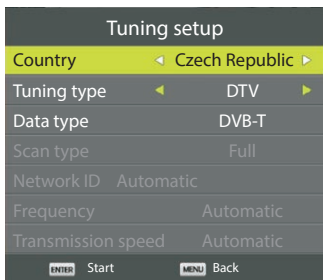 Tuning setup
Country Czech Republic
Tuning type DTV
Data type DVB-T
Scan type Full
Network ID Automatic
Frequency Automatic
Transmission speed Automatic
ENTER Start MENU Back